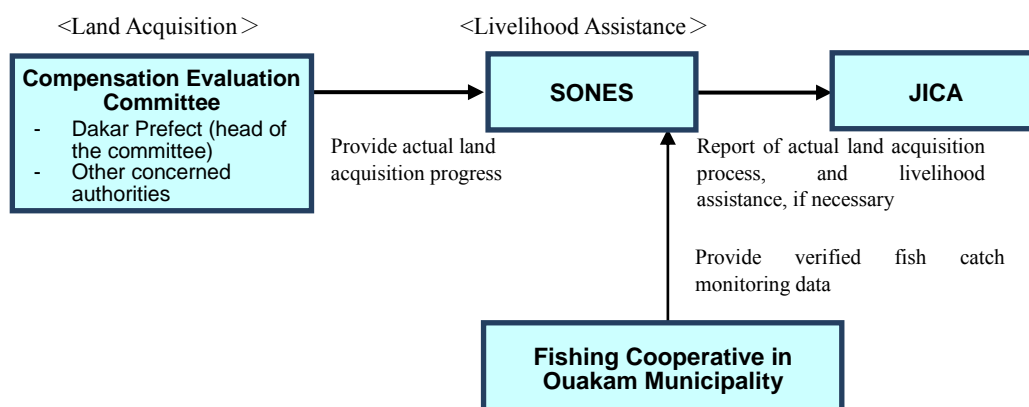 <Land Acquisition＞
<Livelihood Assistance＞
Compensation Evaluation
Committee
- Dakar Prefect (head of
the committee)
- Other concerned
authorities
SONES
JICA
Provide actual land
acquisition progress
Report of actual land acquisition
process, and livelihood
assistance, if necessary
Provide verified fish catch
monitoring data
Fishing Cooperative in
Ouakam Municipality